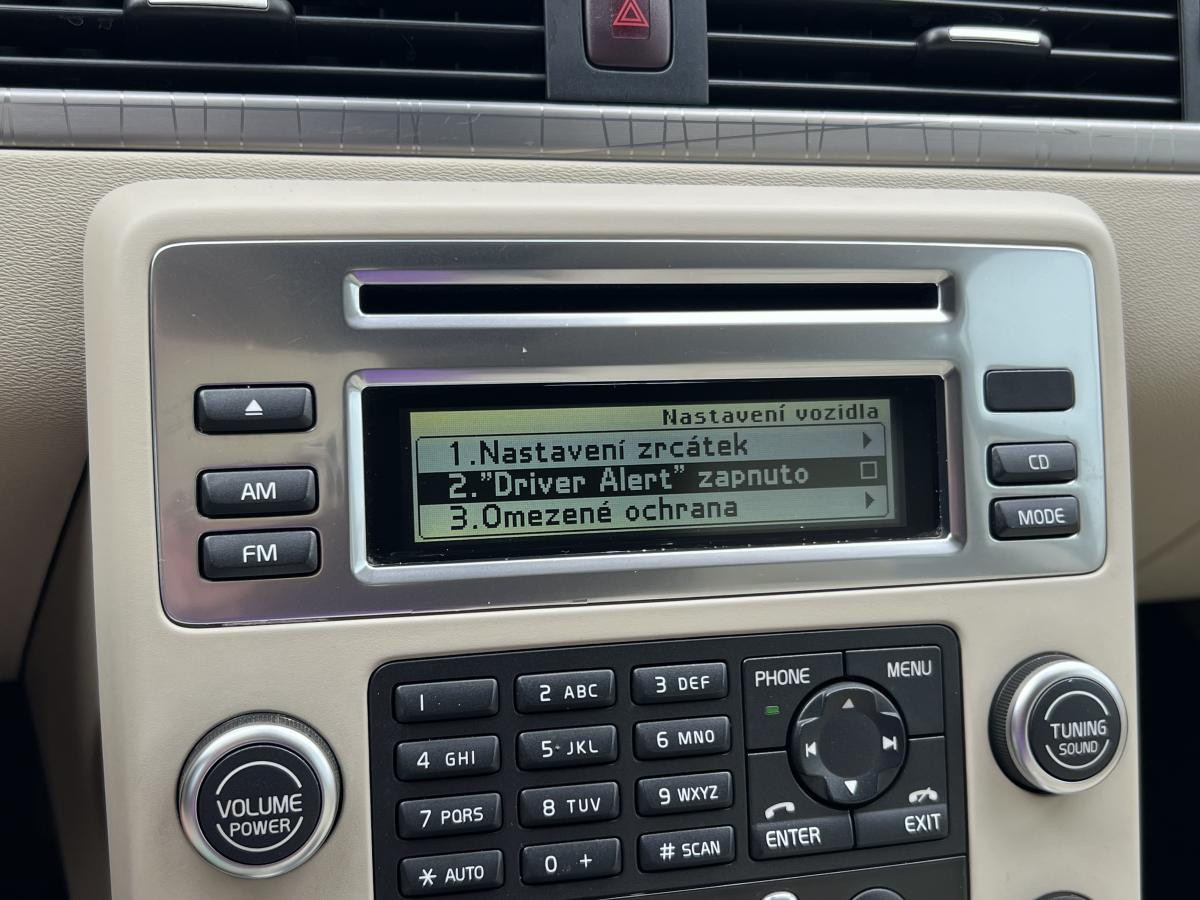 Nastavení vozidla
1.Nastavení zrcátek
2."Driver Alert" zapnuto
3.Omezené ochrana
AM
FM
CD
MODE
1
2 ABC
3 DEF
PHONE
MENU
4 GHI
5 JKL
6 MNO
TUNING
SOUND
VOLUME
POWER
7 PQRS
8 TUV
9 WXYZ
ENTER
EXIT
* AUTO
0 +
# SCAN